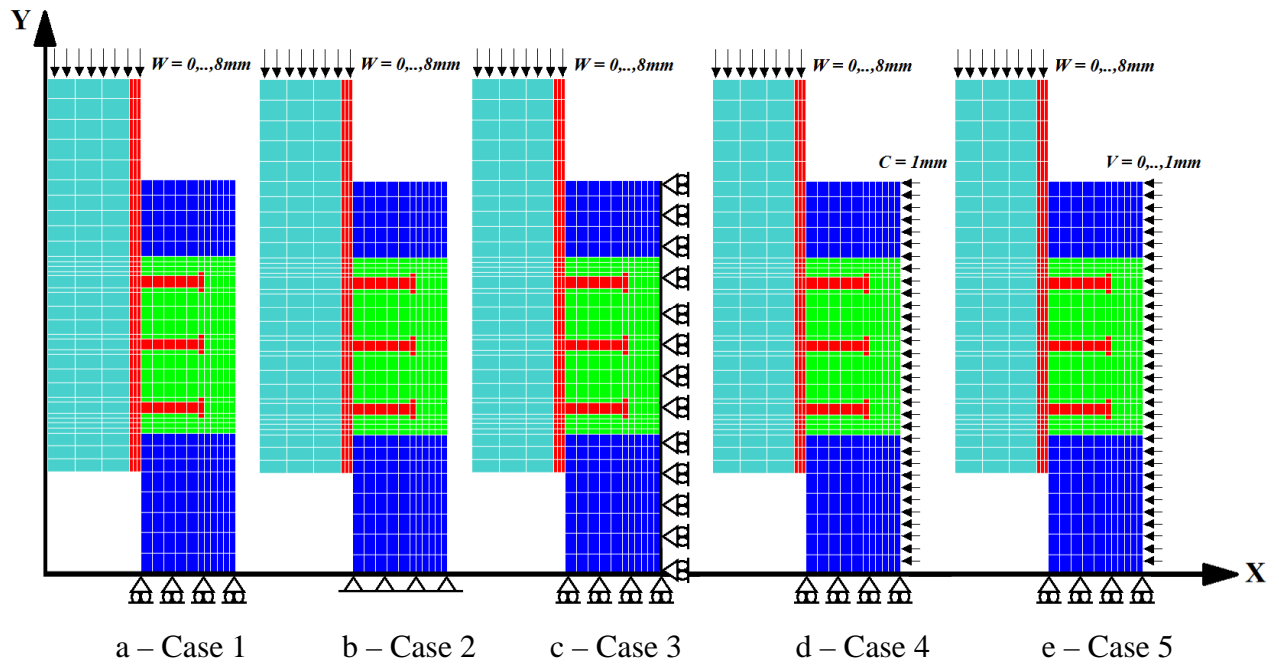 Y
W = 0,..,8mm W = 0,..,8mm W = 0,..,8mm W = 0,..,8mm W = 0,..,8mm
C = 1mm V = 0,..,1mm
X
a – Case 1 b – Case 2 c – Case 3 d – Case 4 e – Case 5